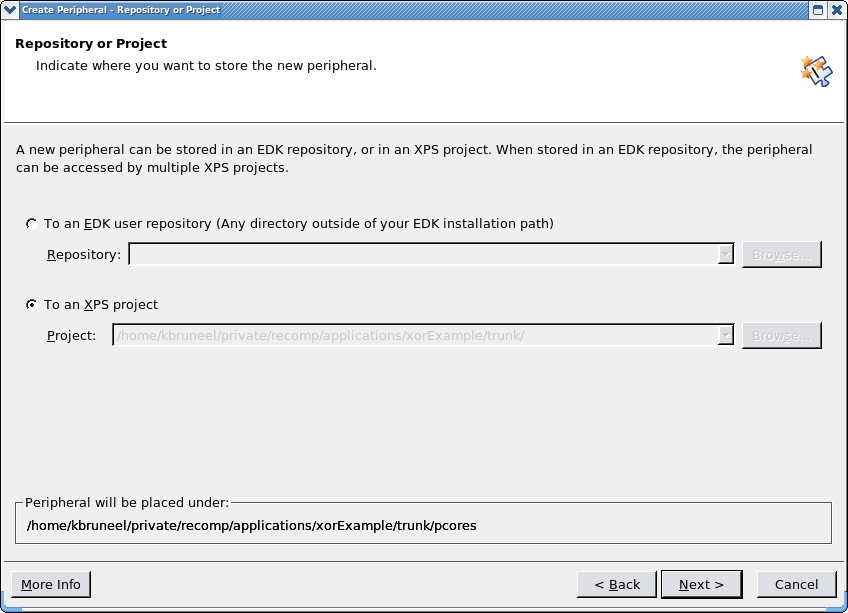 Create Peripheral - Repository or Project
Repository or Project
Indicate where you want to store the new peripheral.
A new peripheral can be stored in an EDK repository, or in an XPS project. When stored in an EDK repository, the peripheral
can be accessed by multiple XPS projects.
To an EDK user repository (Any directory outside of your EDK installation path)
Repository: Browse...
To an XPS project
Project: /home/kbruneel/private/recomp/applications/xorExample/trunk/ Browse...
Peripheral will be placed under:
/home/kbruneel/private/recomp/applications/xorExample/trunk/pcores
More Info < Back Next > Cancel